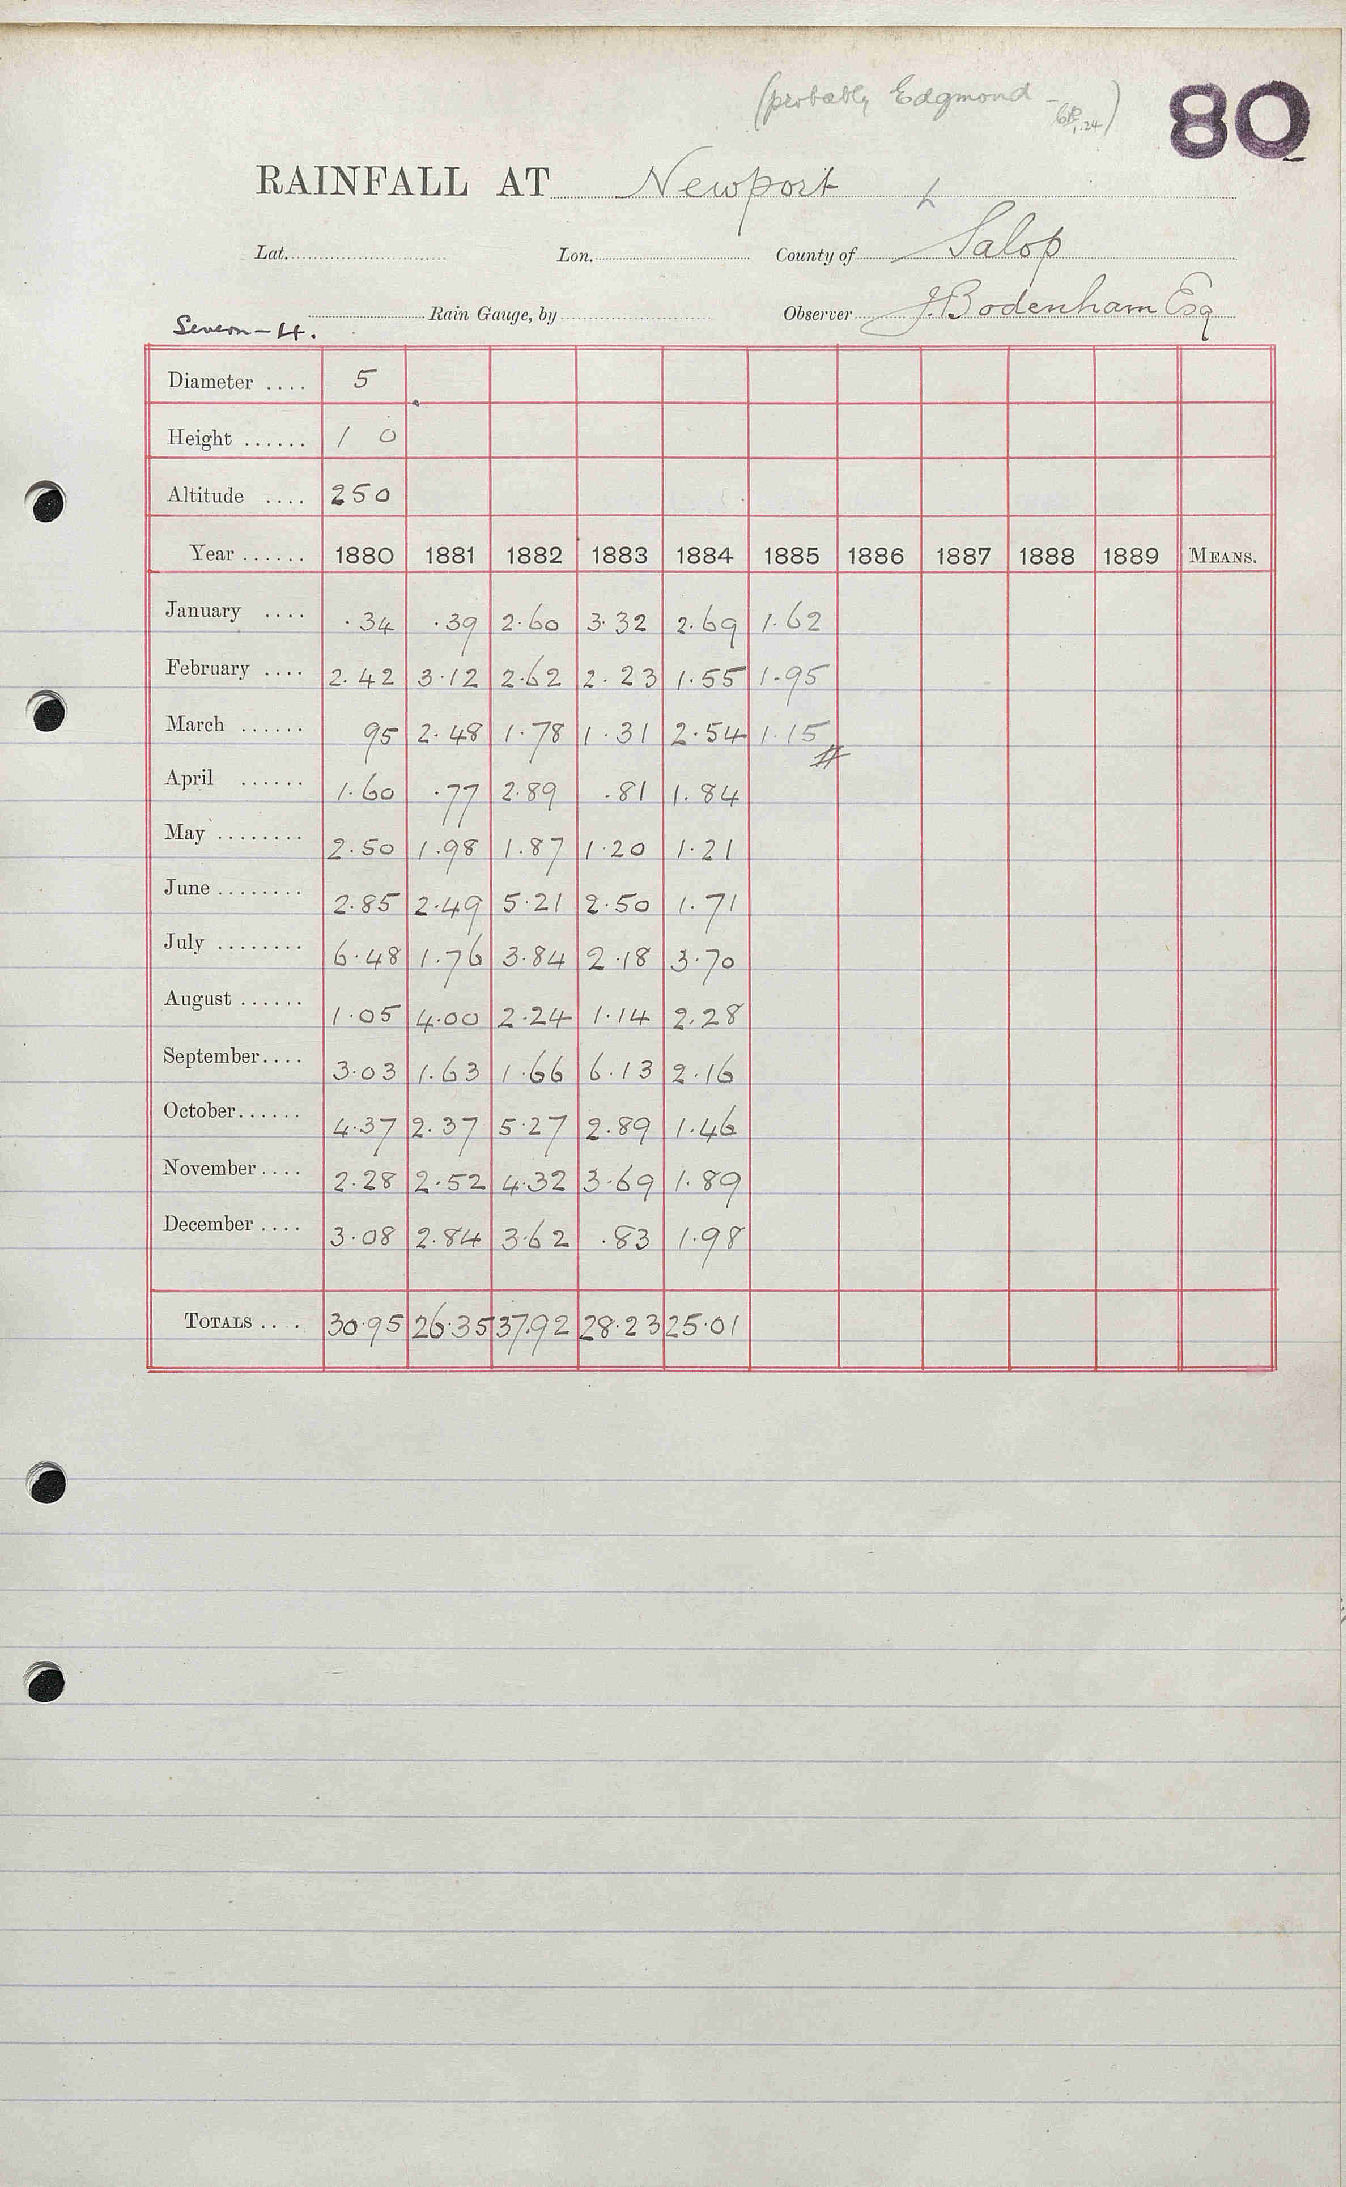 (probably Edgmond –
80
RAINFALL AT Newport
Lat. Lon. County of Salop
Rain Gauge, by Observer J. Bodenham Esq
Severn – 4.
Diameter .... 5
Height ...... 1 0
Altitude .... 250
Year ...... 1880 1881 1882 1883 1884 1885 1886 1887 1888 1889 MEANS.
January .... .34 .39 2.60 3.32 2.69 1.62
February .... 2.42 3.12 2.62 2.23 1.55 1.95
March ...... 95 2.48 1.78 1.31 2.54 1.15
April ...... 1.60 .77 2.89 .81 1.84
May ........ 2.50 1.98 1.87 1.20 1.21
June ........ 2.85 2.49 5.21 2.50 1.71
July ........ 6.48 1.76 3.84 2.18 3.70
August ...... 1.05 4.00 2.24 1.14 2.28
September.... 3.03 1.63 1.66 6.13 2.16
October...... 4.37 2.37 5.27 2.89 1.46
November.... 2.28 2.52 4.32 3.69 1.89
December .... 3.08 2.84 3.62 .83 1.98
TOTALS .. . 30.95 26.35 37.92 28.23 25.01